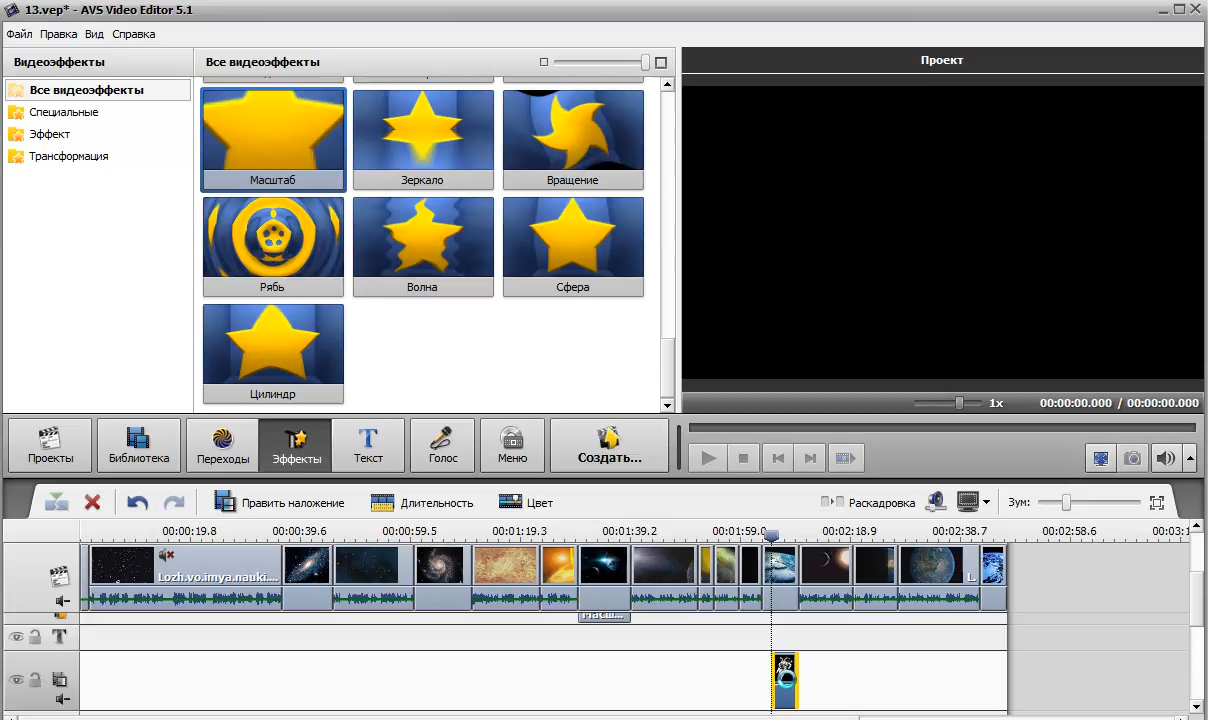 13.vep* - AVS Video Editor 5.1
Файл Правка Вид Справка
Видеоэффекты
Все видеоэффекты
Специальные
Эффект
Трансформация
Все видеоэффекты
Масштаб
Зеркало
Вращение
Рябь
Волна
Сфера
Цилиндр
Проект
1x
00:00:00.000 / 00:00:00.000
Проекты
Библиотека
Переходы
Эффекты
Текст
Голос
Меню
Создать...
Править наложение
Длительность
Цвет
Раскадровка
Зум:
00:00:19.8 00:00:39.6 00:00:59.5 00:01:19.3 00:01:39.2 00:01:59.0 00:02:18.9 00:02:38.7 00:02:58.6 00:03:1
Lozh.vo.imya.nauki....
L.
T